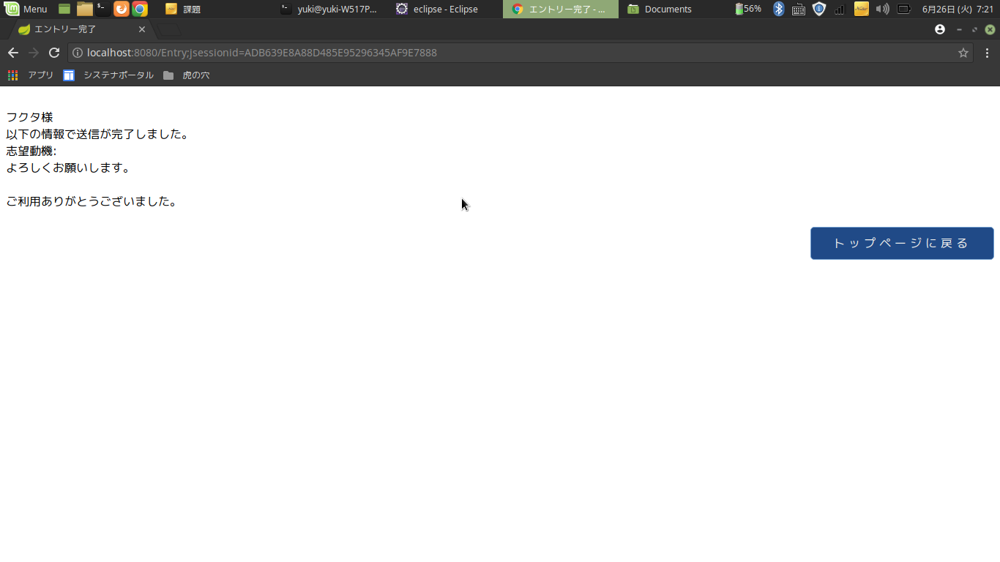 Menu
課題
yuki@yuki-W517P...
eclipse - Eclipse
エントリー完了 - ...
Documents
56%
6月26日 (火) 7:21
エントリー完了
localhost:8080/Entry;jsessionid=ADB639E8A88D485E95296345AF9E7888
アプリ
システナポータル
虎の穴
フクタ様
以下の情報で送信が完了しました。
志望動機:
よろしくお願いします。
ご利用ありがとうございました。
トップページに戻る